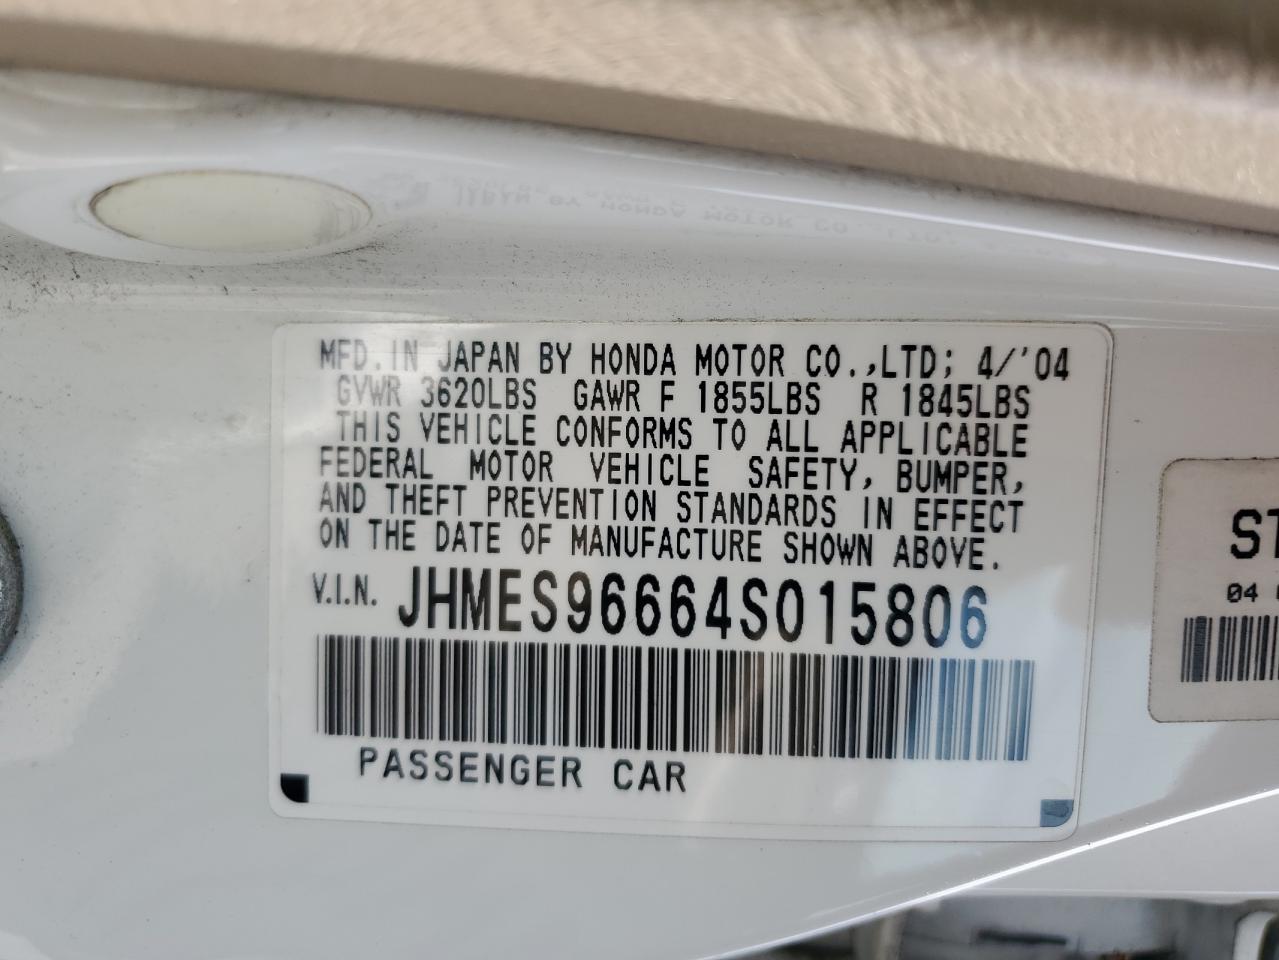 MFD. IN JAPAN BY HONDA MOTOR CO.,LTD; 4/'04
GVWR 3620LBS GAWR F 1855LBS R 1845LBS
THIS VEHICLE CONFORMS TO ALL APPLICABLE
FEDERAL MOTOR VEHICLE SAFETY, BUMPER,
AND THEFT PREVENTION STANDARDS IN EFFECT
ON THE DATE OF MANUFACTURE SHOWN ABOVE.
V.I.N. JHMES96664S015806
PASSENGER CAR
ST
04